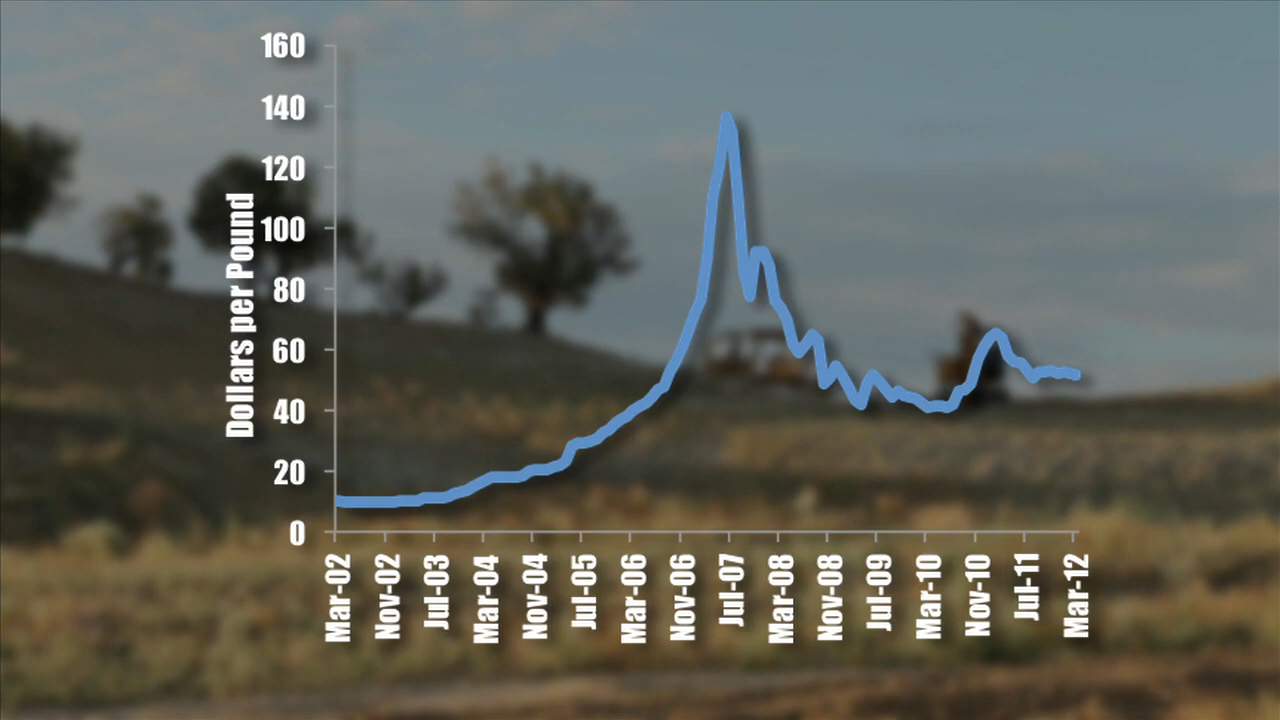 160
140
120
100
80
60
40
20
0
Dollars per Pound
Mar-02
Nov-02
Jul-03
Mar-04
Nov-04
Jul-05
Mar-06
Nov-06
Jul-07
Mar-08
Nov-08
Jul-09
Mar-10
Nov-10
Jul-11
Mar-12